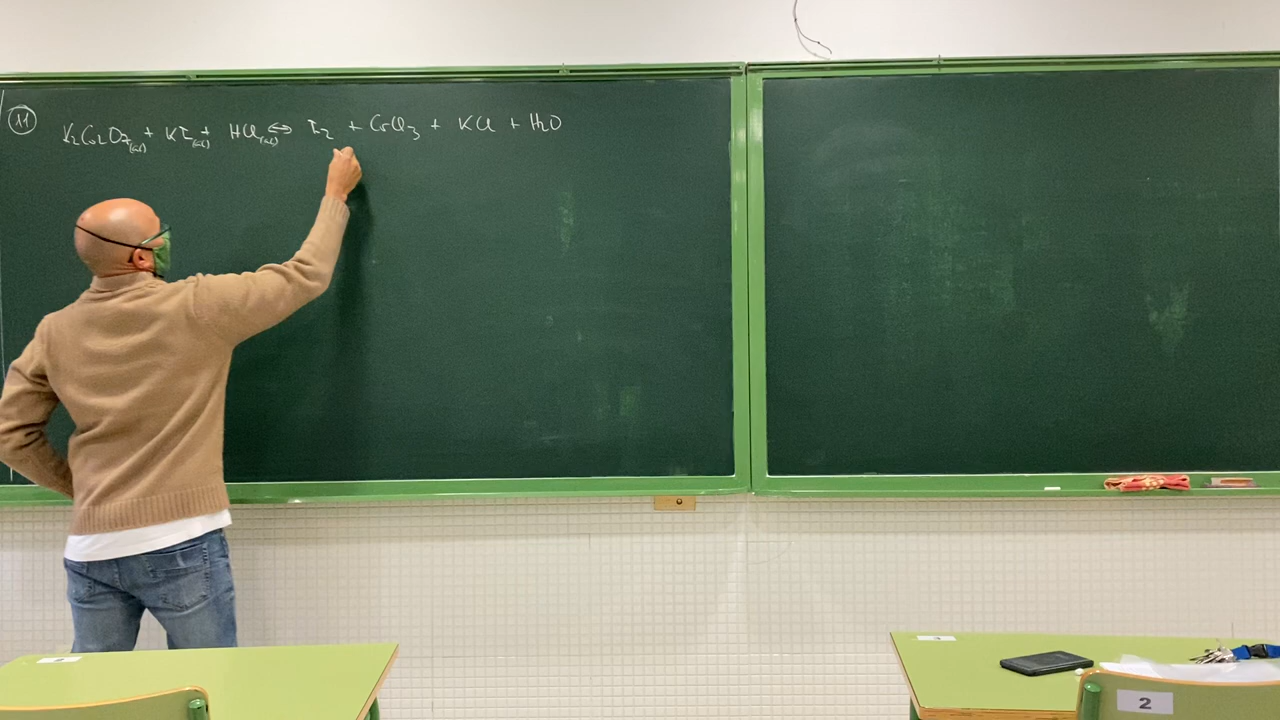 11
K2Cr2O7(ac) + KI(ac) + HCl(ac) ⇔ I2 + CrCl3 + KCl + H2O
2